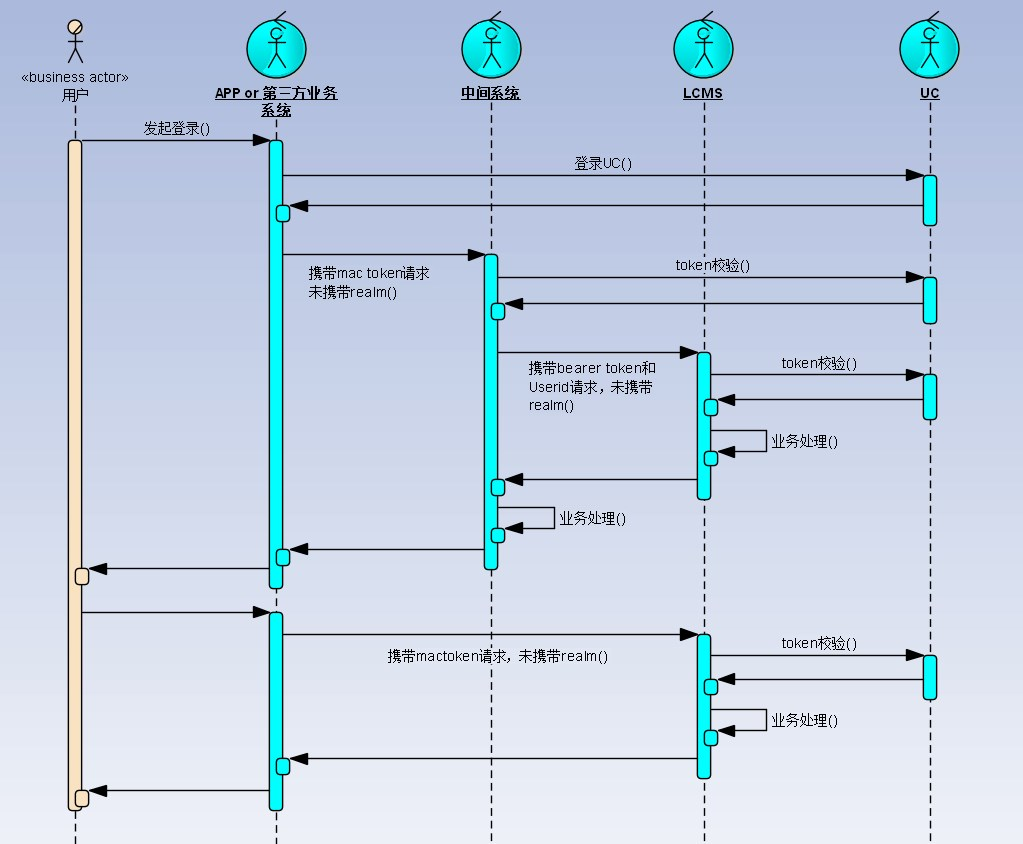 «business actor»
用户
APP or 第三方业务
系统
中间系统
LCMS
UC
发起登录()
登录UC()
携带mac token请求
未携带realm()
token校验()
携带bearer token和
Userid请求，未携带
realm()
token校验()
业务处理()
业务处理()
携带mactoken请求，未携带realm()
token校验()
业务处理()